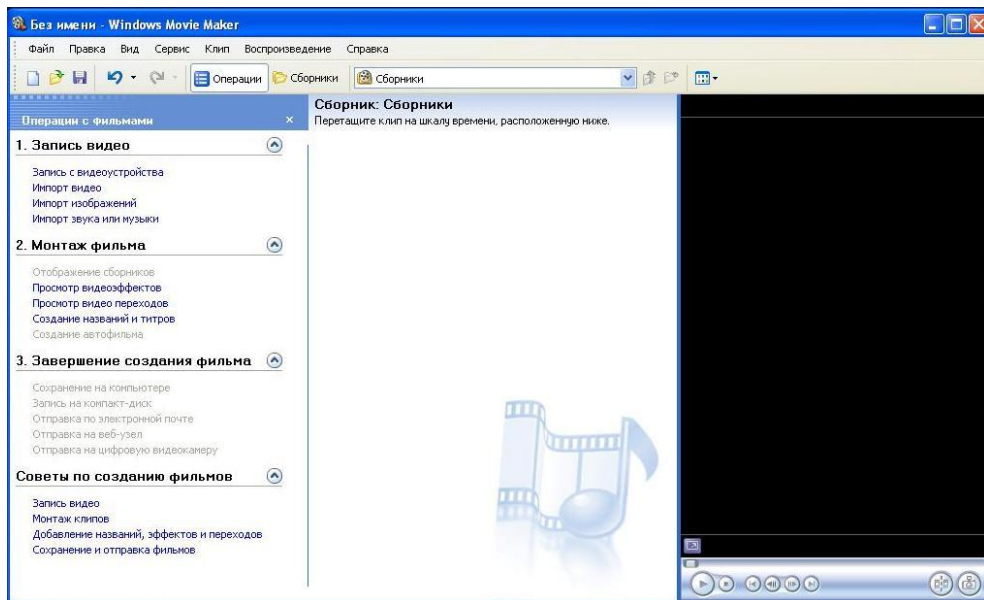 Без имени - Windows Movie Maker
Файл Правка Вид Сервис Клип Воспроизведение Справка
Операции Сборники Сборники
Операции с фильмами
Сборник: Сборники
Перетащите клип на шкалу времени, расположенную ниже.
1. Запись видео
Запись с видеоустройства
Импорт видео
Импорт изображений
Импорт звука или музыки
2. Монтаж фильма
Отображение сборников
Просмотр видеоэффектов
Просмотр видео переходов
Создание названий и титров
Создание автофильма
3. Завершение создания фильма
Сохранение на компьютере
Запись на компакт-диск
Отправка по электронной почте
Отправка на веб-узел
Отправка на цифровую видеокамеру
Советы по созданию фильмов
Запись видео
Монтаж клипов
Добавление названий, эффектов и переходов
Сохранение и отправка фильмов